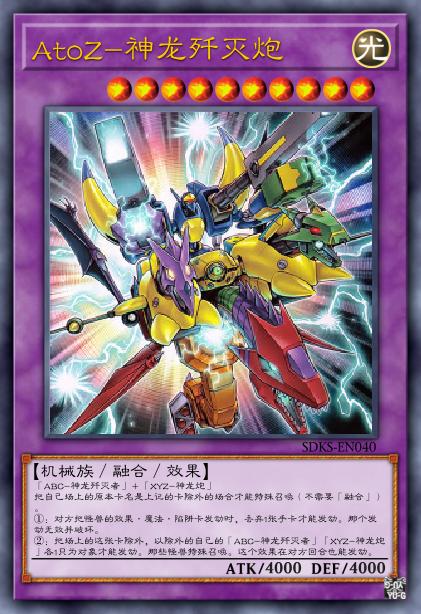 AtoZ-神龙歼灭炮
光
SDKS-EN040
【机械族/融合/效果】
「ABC-神龙歼灭者」+「XYZ-神龙炮」
把自己场上的原本卡名是上记的卡除外的场合才能特殊召唤（不需要「融合」）
。
①：对方把怪兽的效果·魔法·陷阱卡发动时，丢弃1张手卡才能发动。那个发
动无效并破坏。
②：把场上的这张卡除外，以除外的自己的「ABC-神龙歼灭者」「XYZ-神龙炮
」各1只为对象才能发动。那些怪兽特殊召唤。这个效果在对方回合也能发动。
ATK/4000 DEF/4000